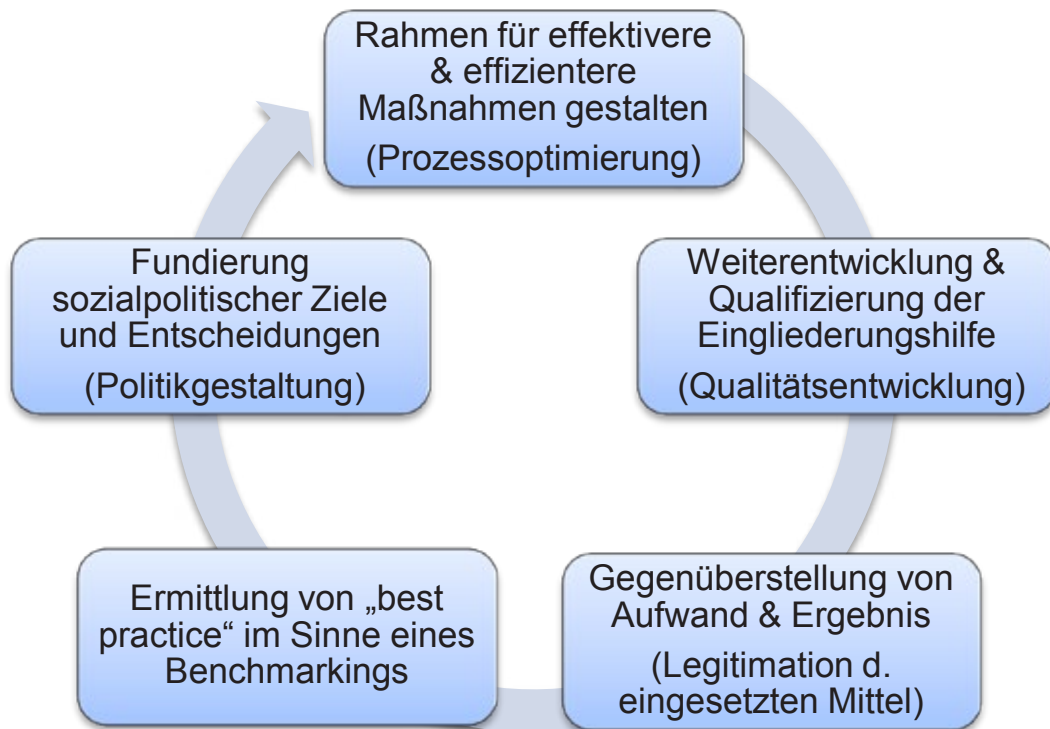 Rahmen für effektivere
& effizientere
Maßnahmen gestalten
(Prozessoptimierung)
Weiterentwicklung &
Qualifizierung der
Eingliederungshilfe
(Qualitätsentwicklung)
Gegenüberstellung von
Aufwand & Ergebnis
(Legitimation d.
eingesetzten Mittel)
Ermittlung von „best
practice“ im Sinne eines
Benchmarkings
Fundierung
sozialpolitischer Ziele
und Entscheidungen
(Politikgestaltung)